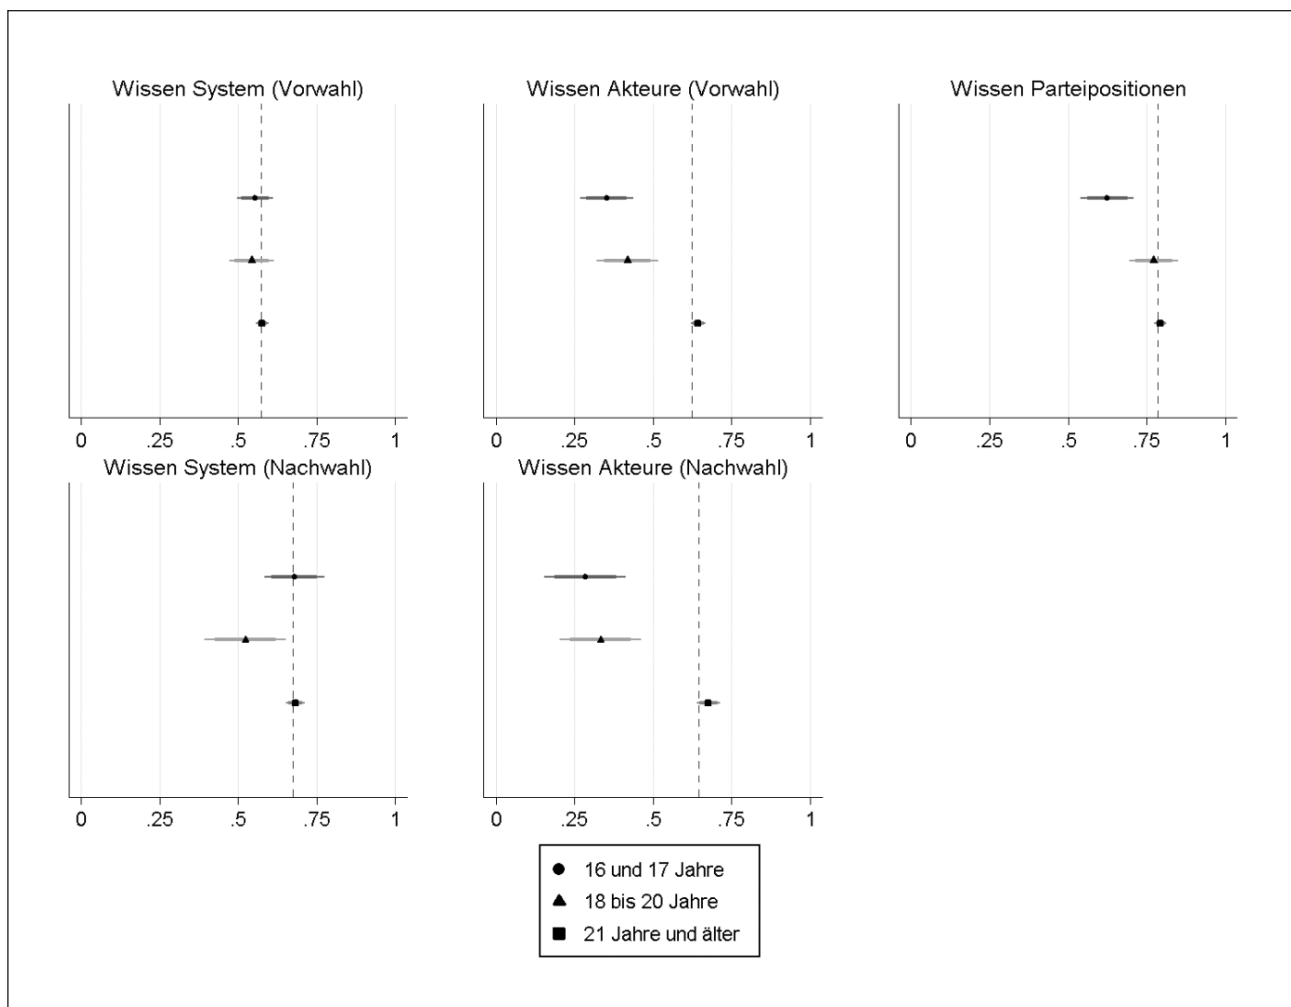 Wissen System (Vorwahl)
Wissen Akteure (Vorwahl)
Wissen Parteipositionen
0 .25 .5 .75 1
0 .25 .5 .75 1
0 .25 .5 .75 1
Wissen System (Nachwahl)
Wissen Akteure (Nachwahl)
0 .25 .5 .75 1
0 .25 .5 .75 1
16 und 17 Jahre
18 bis 20 Jahre
21 Jahre und älter